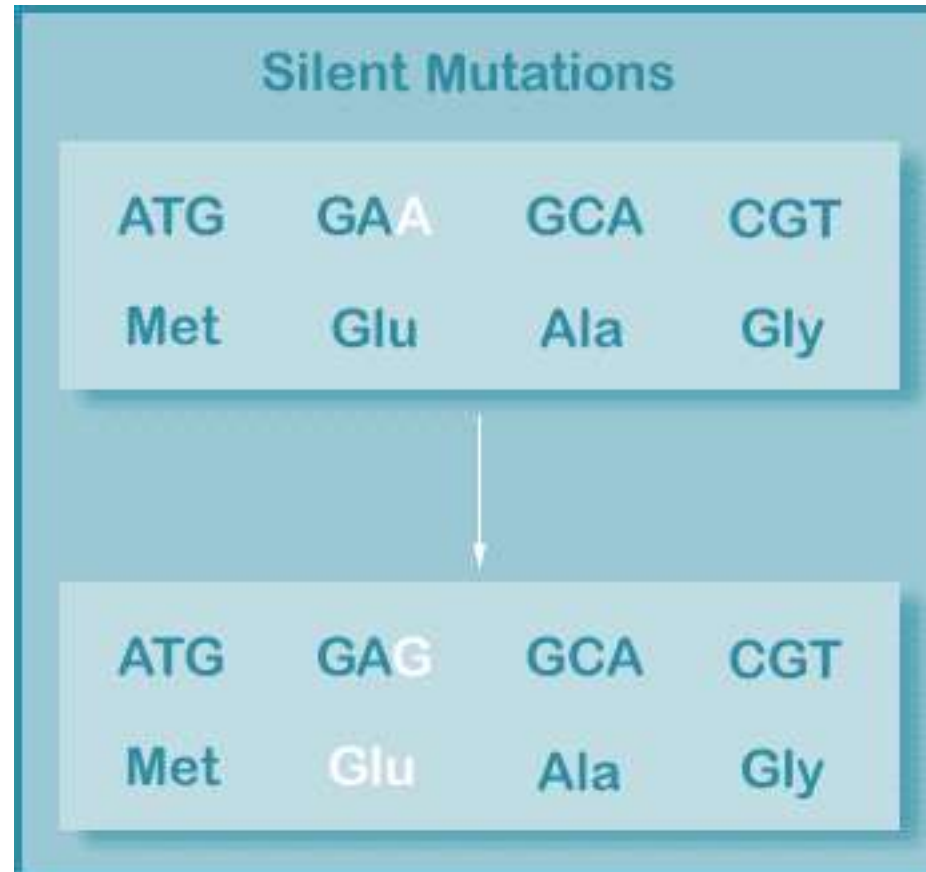 Silent Mutations
ATG GAA GCA CGT
Met Glu Ala Gly
ATG GAG GCA CGT
Met Glu Ala Gly